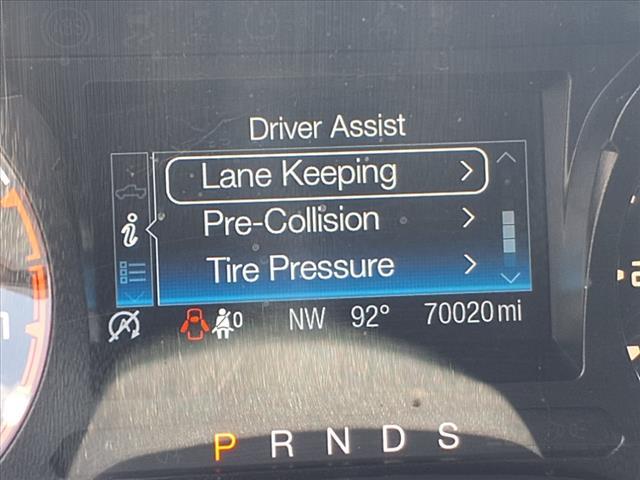 Driver Assist
Lane Keeping >
Pre-Collision >
Tire Pressure >
i
A
0 NW 92° 70020 mi
P R N D S